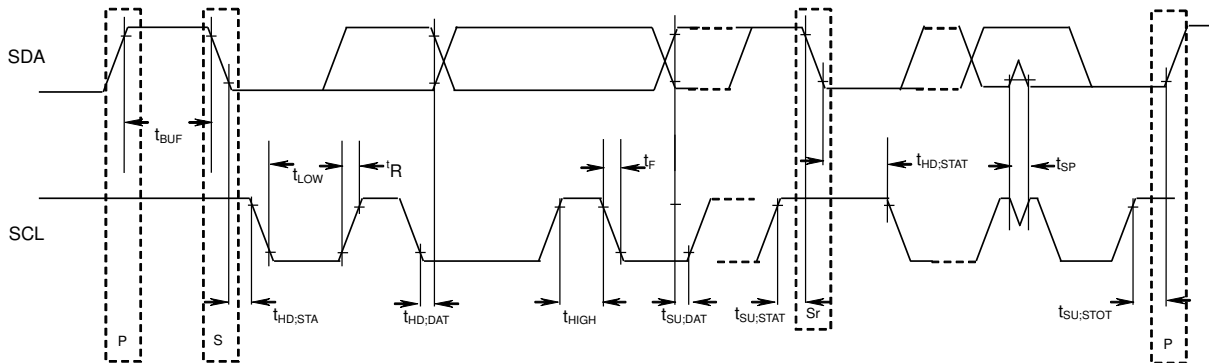 SDA
t_BUF
t_LOW
t_R
t_F
t_HD;STAT
t_SP
SCL
t_HD;STA
t_HD;DAT
t_HIGH
t_SU;DAT
t_SU;STAT
Sr
t_SU;STOT
P
S
P